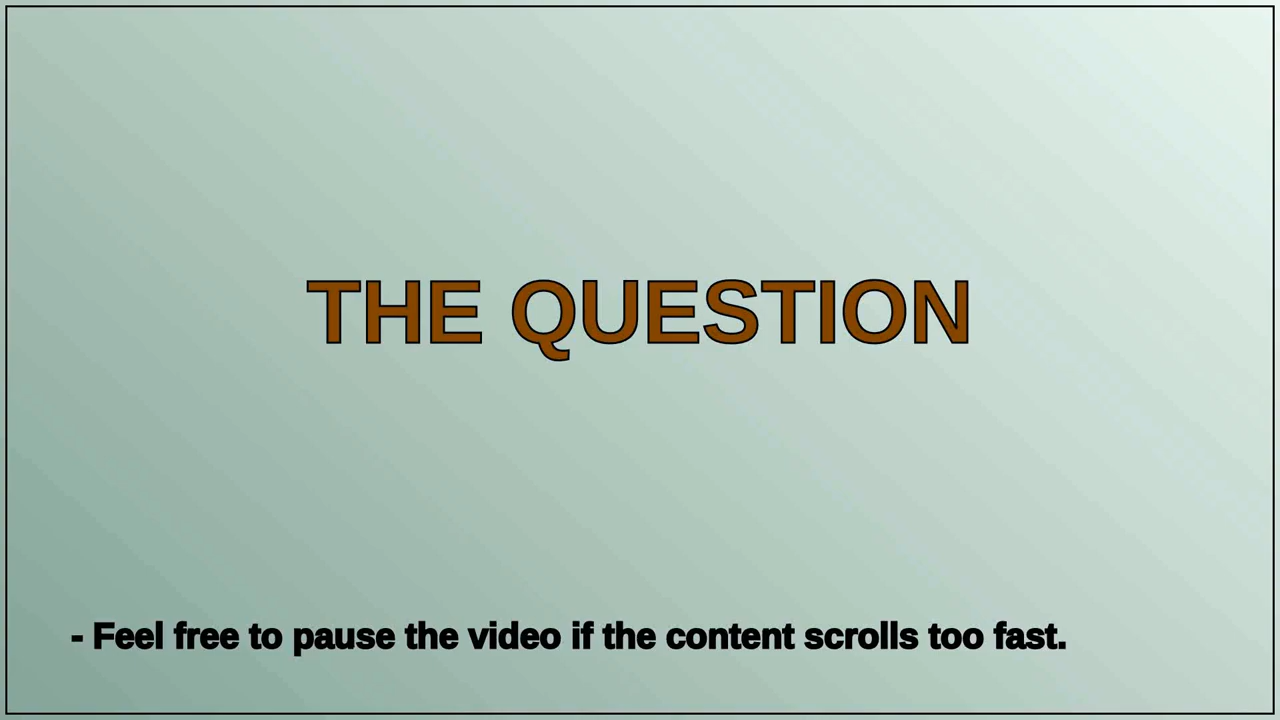 THE QUESTION
- Feel free to pause the video if the content scrolls too fast.